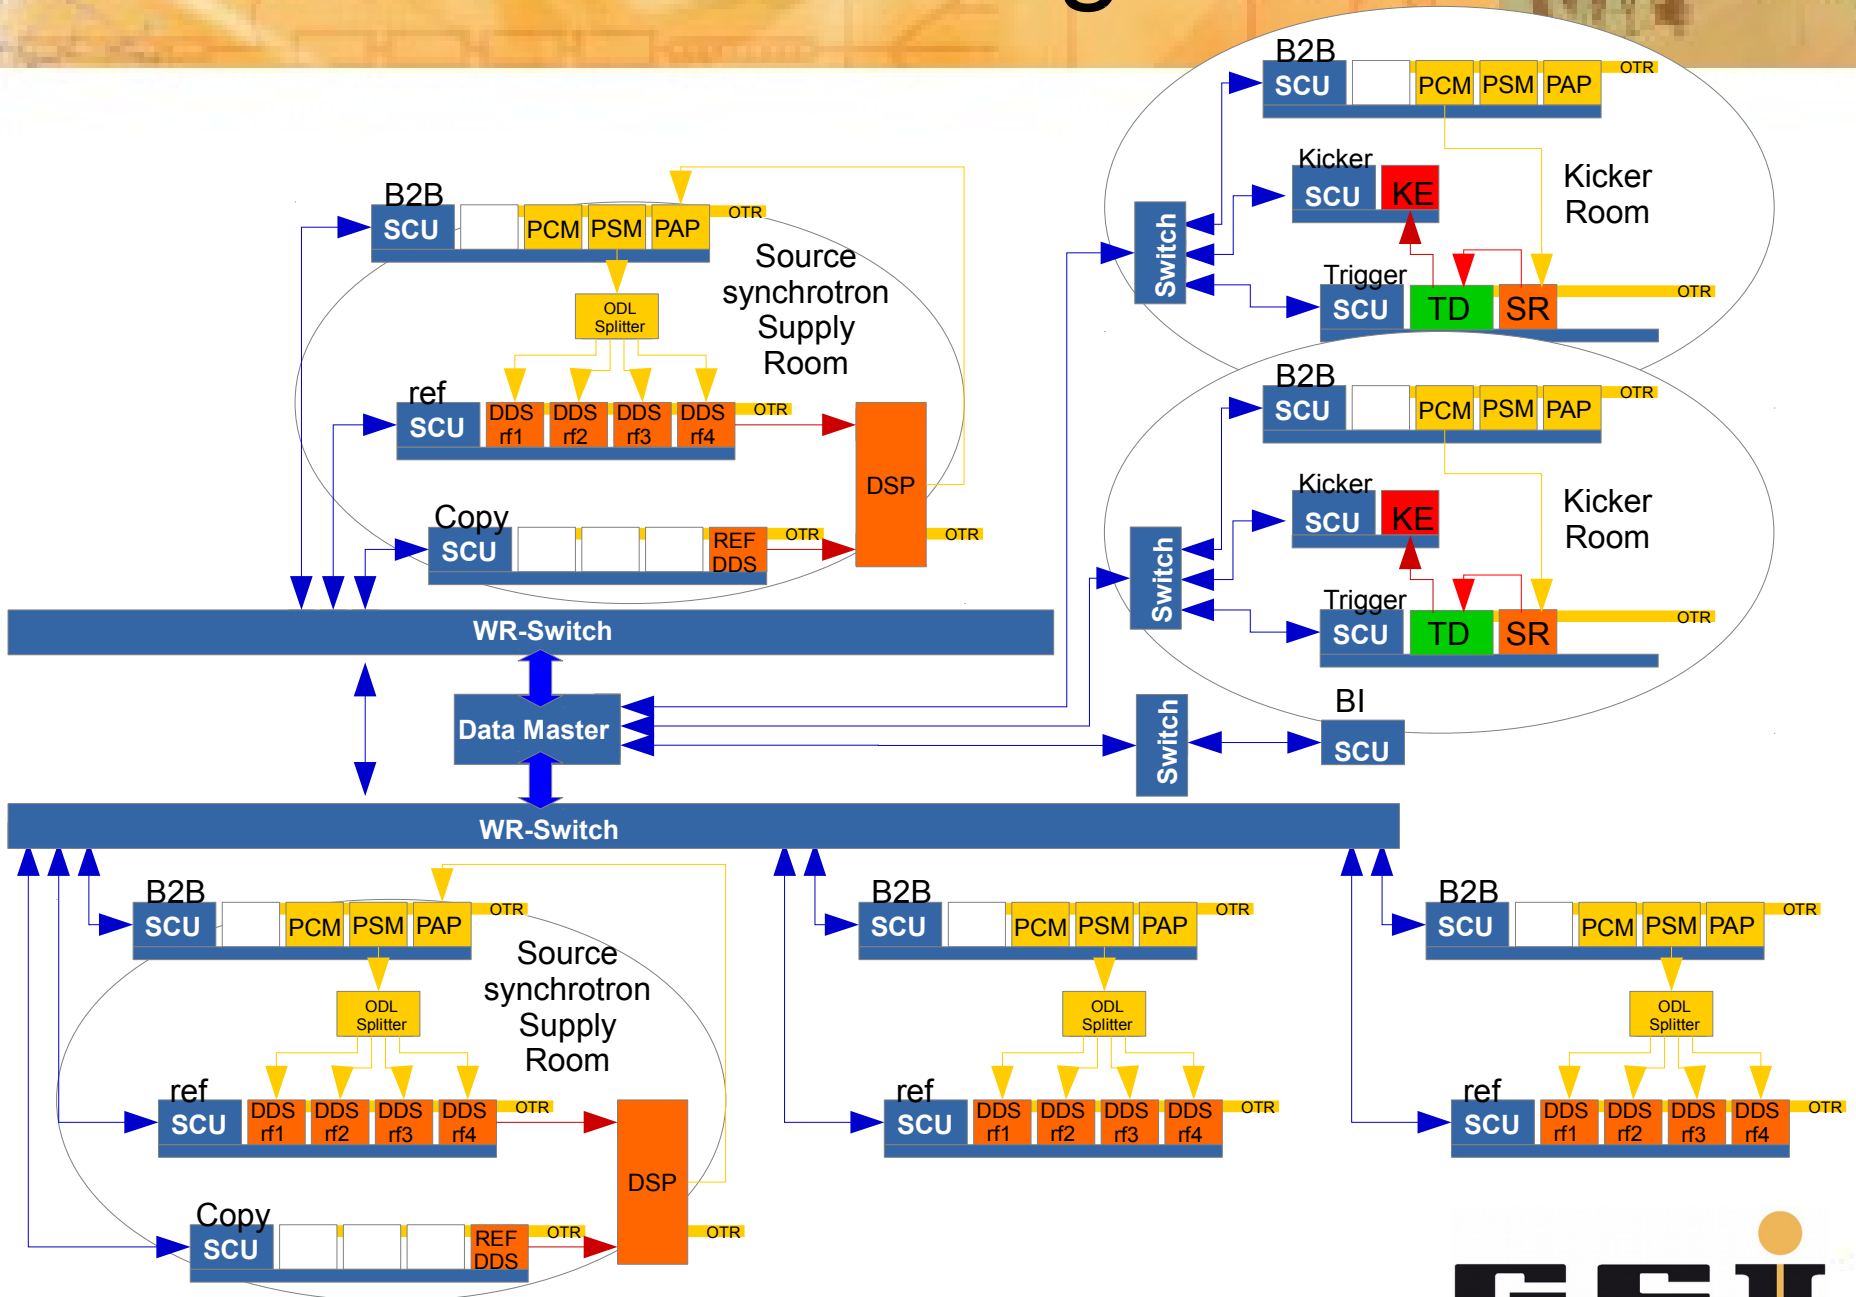 B2B
SCU
PCM
PSM
PAP
OTR
Kicker
SCU
KE
Kicker
Room
Switch
Trigger
SCU
TD
SR
OTR
B2B
SCU
PCM
PSM
PAP
OTR
Source
synchrotron
Supply
Room
ODL
Splitter
ref
SCU
DDS
rf1
DDS
rf2
DDS
rf3
DDS
rf4
OTR
DSP
OTR
Copy
SCU
REF
DDS
OTR
B2B
SCU
PCM
PSM
PAP
OTR
Kicker
SCU
KE
Kicker
Room
Switch
Trigger
SCU
TD
SR
OTR
WR-Switch
Data Master
Switch
BI
SCU
WR-Switch
B2B
SCU
PCM
PSM
PAP
OTR
Source
synchrotron
Supply
Room
ODL
Splitter
ref
SCU
DDS
rf1
DDS
rf2
DDS
rf3
DDS
rf4
OTR
DSP
OTR
Copy
SCU
REF
DDS
OTR
B2B
SCU
PCM
PSM
PAP
OTR
ODL
Splitter
ref
SCU
DDS
rf1
DDS
rf2
DDS
rf3
DDS
rf4
OTR
B2B
SCU
PCM
PSM
PAP
OTR
ODL
Splitter
ref
SCU
DDS
rf1
DDS
rf2
DDS
rf3
DDS
rf4
OTR